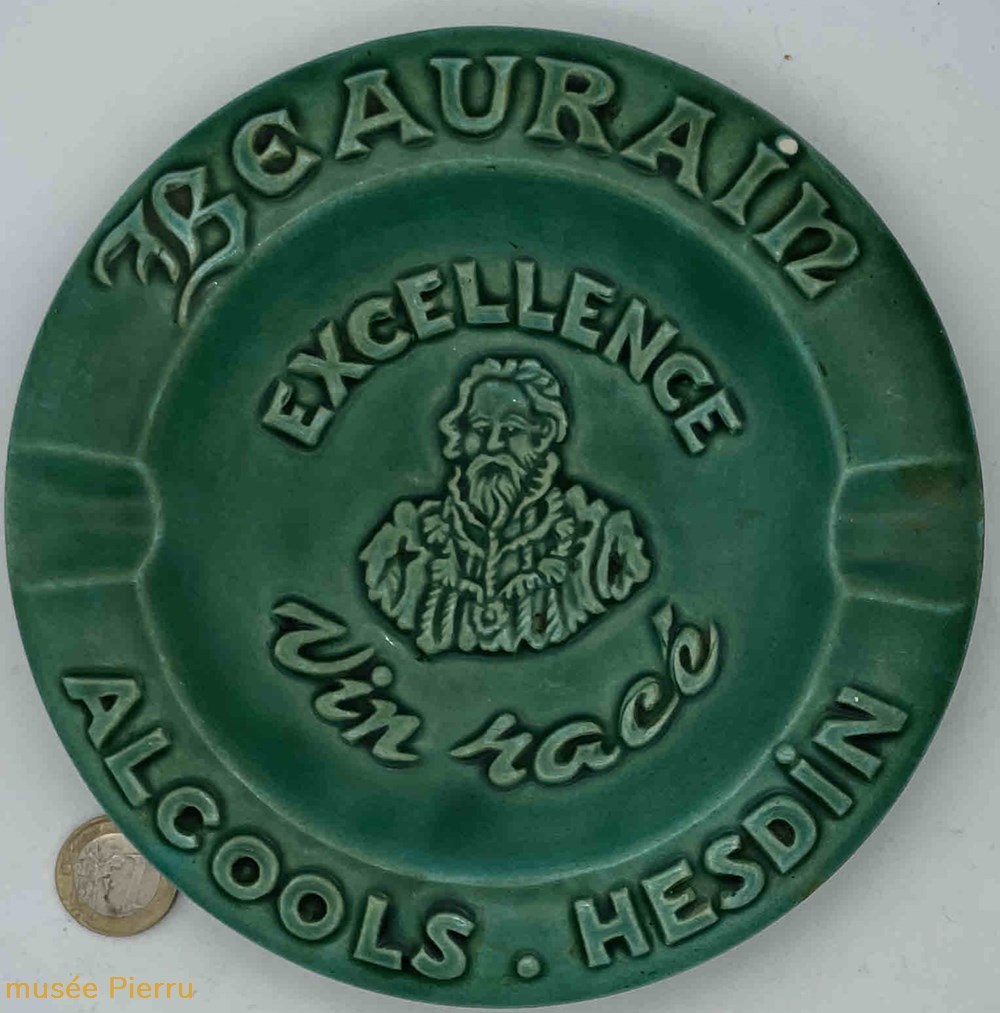 BEAURAiN
EXCELLENCE
Vin racé
ALCOOLS . HESDiN
musée Pierru